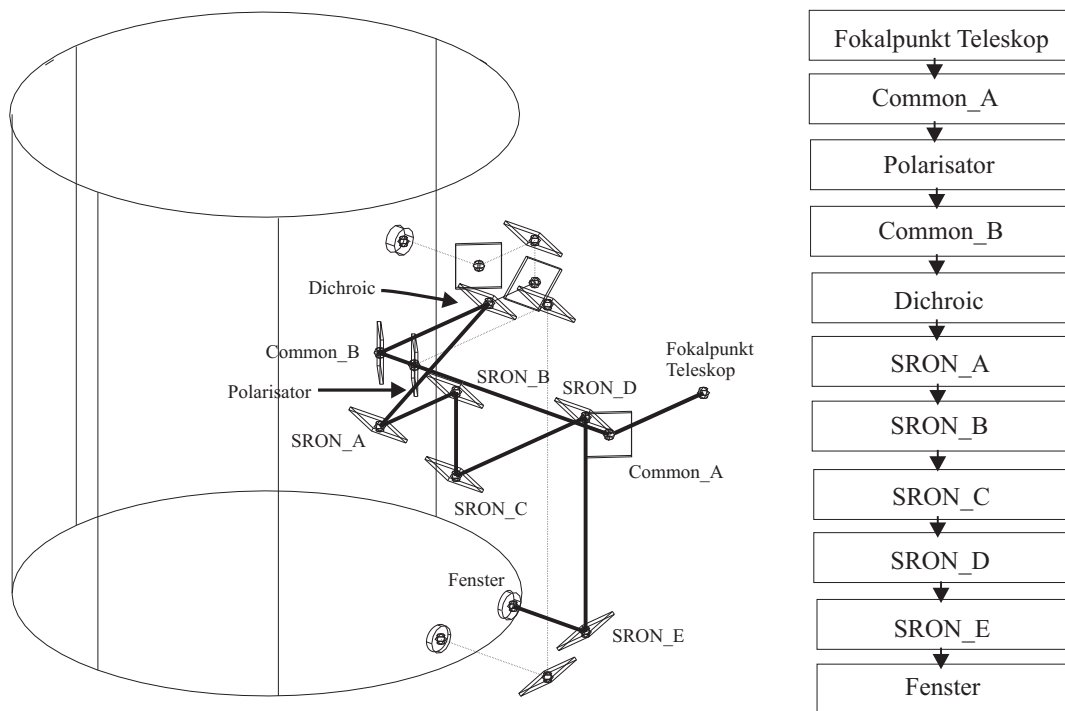 Dichroic
Common_B
Polarisator
SRON_A
SRON_B
SRON_C
SRON_D
Fokalpunkt
Teleskop
Common_A
Fenster
SRON_E
Fokalpunkt Teleskop
Common_A
Polarisator
Common_B
Dichroic
SRON_A
SRON_B
SRON_C
SRON_D
SRON_E
Fenster